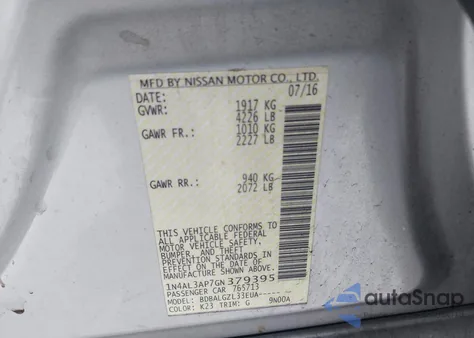 MFD BY NISSAN MOTOR CO., LTD.
DATE: 07/16
GVWR: 1917 KG
4226 LB
GAWR FR.: 1010 KG
2227 LB
GAWR RR.: 940 KG
2072 LB
THIS VEHICLE CONFORMS TO ALL
APPLICABLE FEDERAL
MOTOR VEHICLE SAFETY,
BUMPER, AND THEFT
PREVENTION STANDARDS IN
EFFECT ON THE DATE OF
MANUFACTURE SHOWN ABOVE.
1N4AL3AP7GN379395
PASSENGER CAR 765713
MODEL: BDBALGZL33EUA-----
COLOR: K23 TRIM: G 9N00A
AutoSnap